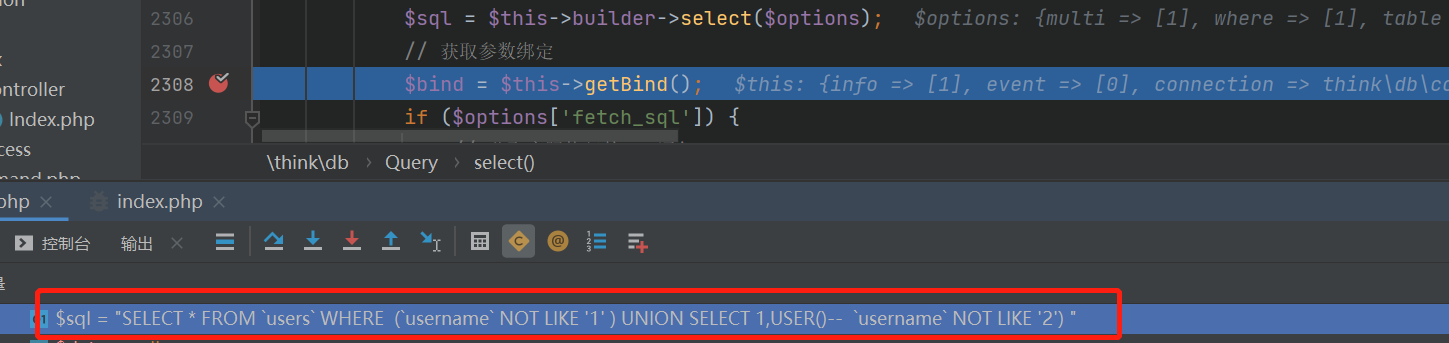 2306 $sql = $this->builder->select($options); $options: {multi => [1], where => [1], table
2307 // 获取参数绑定
2308 $bind = $this->getBind(); $this: {info => [1], event => [0], connection => think\db\co
ontroller
Index.php
2309 if ($options['fetch_sql']) {
cess
mand.php
\think\db › Query › select()
php × index.php ×
控制台 输出 ×
$sql = "SELECT * FROM `users` WHERE (`username` NOT LIKE '1' ) UNION SELECT 1,USER()-- `username` NOT LIKE '2') "